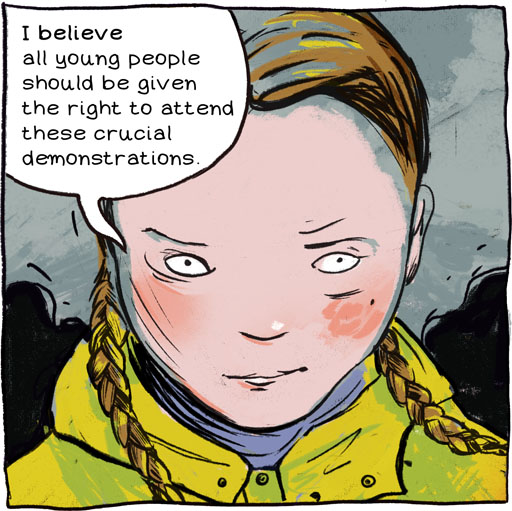 I believe
all young people
should be given
the right to attend
these crucial
demonstrations.